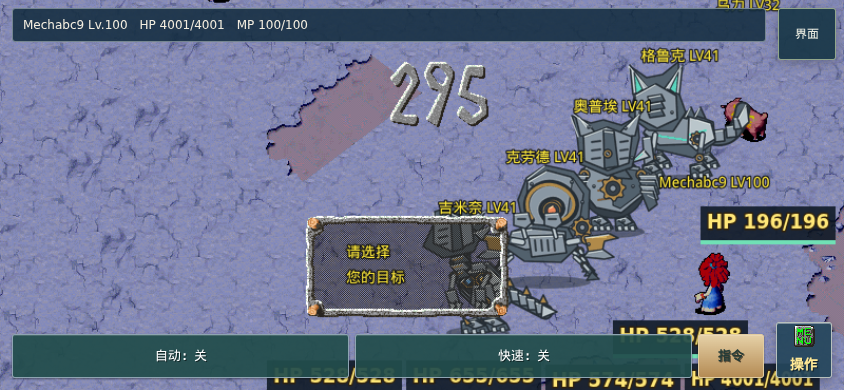 马力 LV32
Mechabc9 Lv.100 HP 4001/4001 MP 100/100
界面
格鲁克 LV41
295
奥普埃 LV41
克劳德 LV41
Mechabc9 LV100
吉米奈 LV41
HP 196/196
请选择
您的目标
HP 528/528
自动: 关
快速: 关
指令
操作
HP 528/528
HP 655/655
HP 574/574
HP 4001/4001